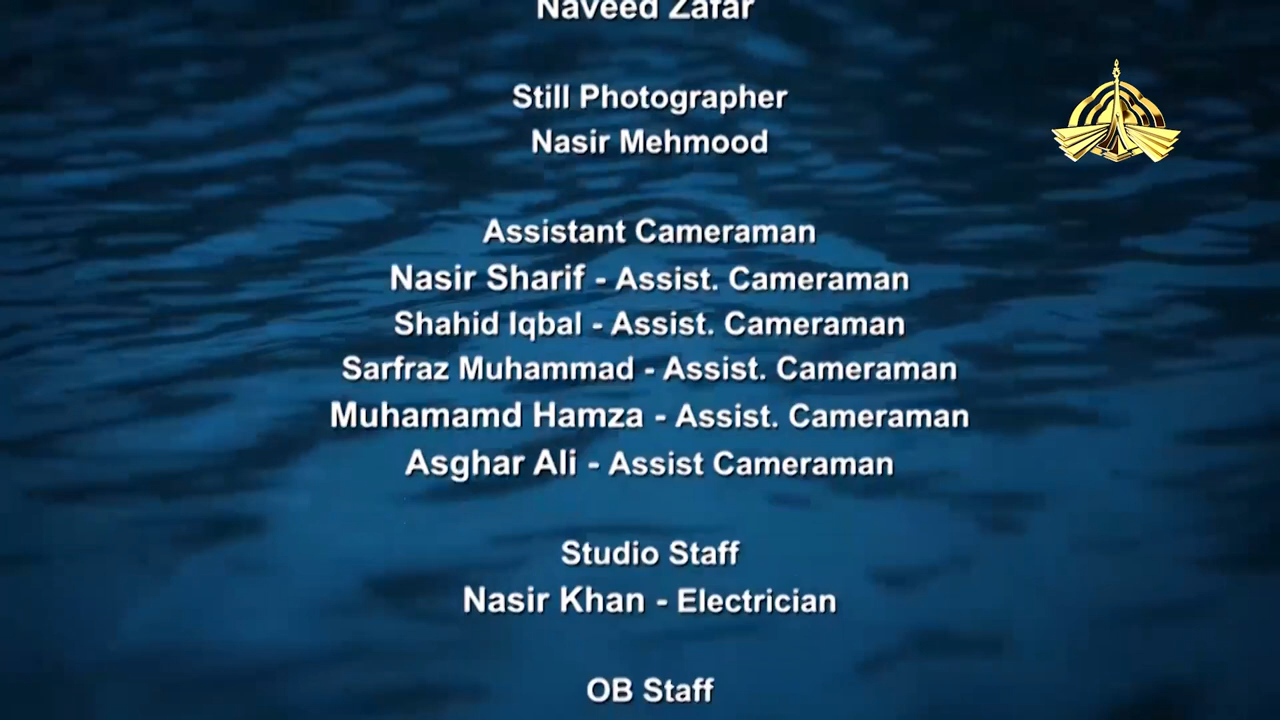 Naveed Zafar
Still Photographer
Nasir Mehmood
Assistant Cameraman
Nasir Sharif - Assist. Cameraman
Shahid Iqbal - Assist. Cameraman
Sarfraz Muhammad - Assist. Cameraman
Muhamamd Hamza - Assist. Cameraman
Asghar Ali - Assist Cameraman
Studio Staff
Nasir Khan - Electrician
OB Staff